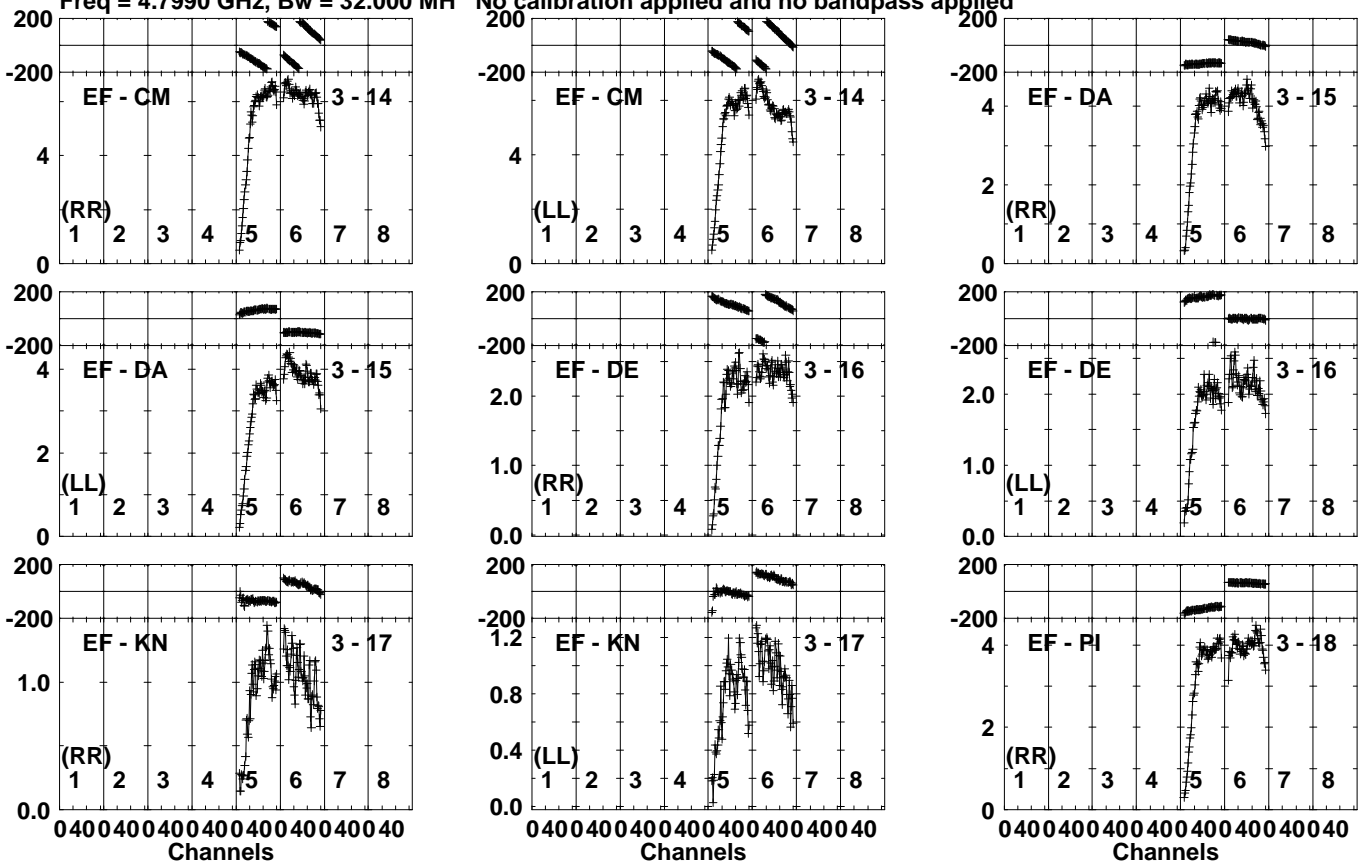 Freq = 4.7990 GHz, Bw = 32.000 MH No calibration applied and no bandpass applied
200
-200
EF - CM
3 - 14
4
(RR)
1 2 3 4 5 6 7 8
0
200
-200
EF - CM
3 - 14
4
(LL)
1 2 3 4 5 6 7 8
0
200
-200
EF - DA
3 - 15
4
2
(RR)
1 2 3 4 5 6 7 8
0
200
-200
EF - DA
3 - 15
4
2
(LL)
1 2 3 4 5 6 7 8
0
200
-200
EF - DE
3 - 16
2.0
1.0
(RR)
1 2 3 4 5 6 7 8
0.0
200
-200
EF - DE
3 - 16
2.0
1.0
(LL)
1 2 3 4 5 6 7 8
0.0
200
-200
EF - KN
3 - 17
1.0
(RR)
1 2 3 4 5 6 7 8
0.0
0 40 0 40 0 40 0 40 0 40 0 40 0 40 0 40
Channels
200
-200
EF - KN
3 - 17
1.2
0.8
0.4
(LL)
1 2 3 4 5 6 7 8
0.0
0 40 0 40 0 40 0 40 0 40 0 40 0 40 0 40
Channels
200
-200
EF - PI
3 - 18
4
2
(RR)
1 2 3 4 5 6 7 8
0
0 40 0 40 0 40 0 40 0 40 0 40 0 40 0 40
Channels